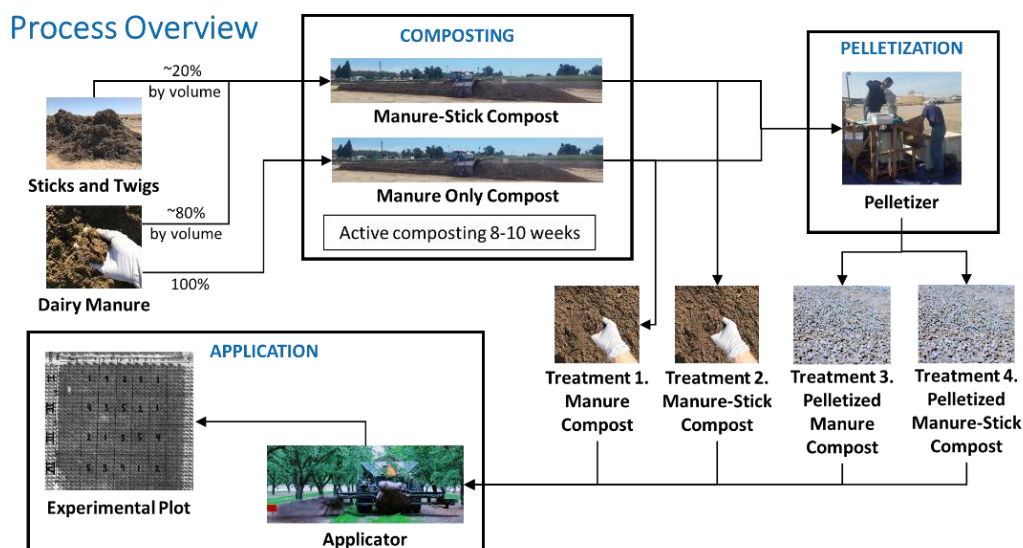 Process Overview
COMPOSTING
PELLETIZATION
~20%
by volume
Manure-Stick Compost
Sticks and Twigs
Manure Only Compost
Pelletizer
~80%
by volume
Active composting 8-10 weeks
100%
Dairy Manure
APPLICATION
Treatment 1.
Manure
Compost
Treatment 2.
Manure-Stick
Compost
Treatment 3.
Pelletized
Manure
Compost
Treatment 4.
Pelletized
Manure-Stick
Compost
Experimental Plot
Applicator